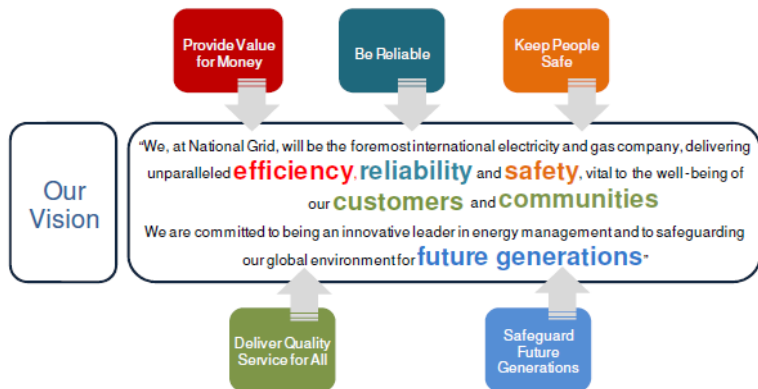 Provide Value
for Money
Be Reliable
Keep People
Safe
Our
Vision
“We, at National Grid, will be the foremost international electricity and gas company, delivering
unparalleled efficiency, reliability and safety, vital to the well-being of
our customers and communities
We are committed to being an innovative leader in energy management and to safeguarding
our global environment for future generations”
Deliver Quality
Service for All
Safeguard
Future
Generations